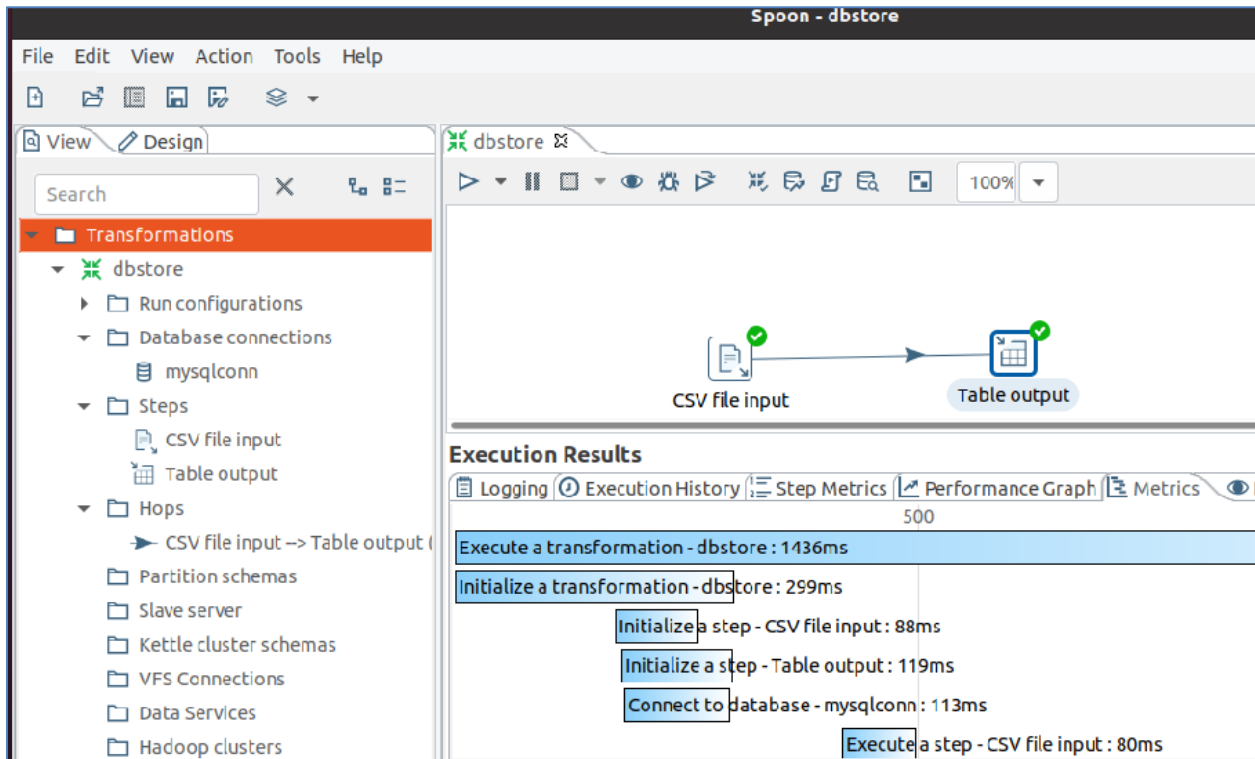 Spoon - dbstore
File Edit View Action Tools Help
View Design
Search
Transformations
dbstore
Run configurations
Database connections
mysqlconn
Steps
CSV file input
Table output
Hops
CSV file input --> Table output (
Partition schemas
Slave server
Kettle cluster schemas
VFS Connections
Data Services
Hadoop clusters
dbstore
100%
CSV file input
Table output
Execution Results
Logging Execution History Step Metrics Performance Graph Metrics
500
Execute a transformation - dbstore : 1436ms
Initialize a transformation - dbstore : 299ms
Initialize a step - CSV file input : 88ms
Initialize a step - Table output : 119ms
Connect to database - mysqlconn : 113ms
Execute a step - CSV file input : 80ms